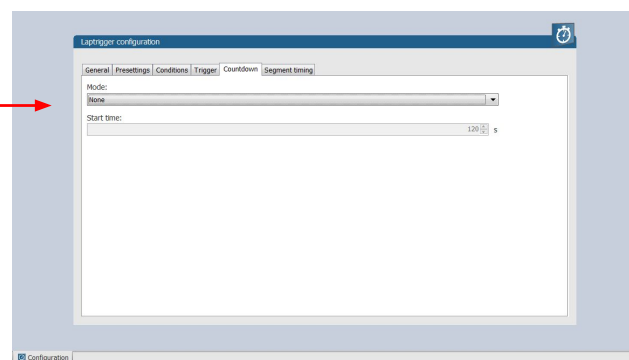 Laptrigger configuration
General Presettings Conditions Trigger Countdown Segment timing
Mode:
None
Start time:
120 s
Configuration